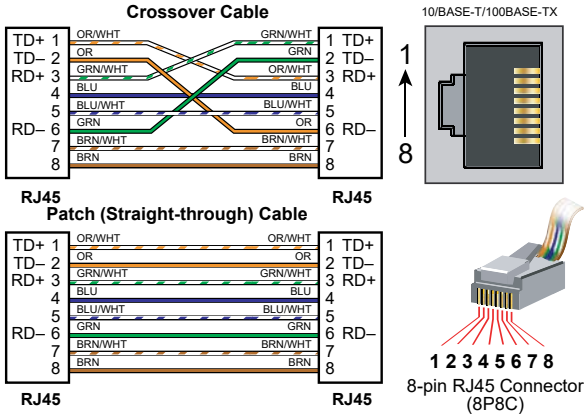 Crossover Cable
TD+ 1 OR/WHT GRN/WHT 1 TD+
TD– 2 OR GRN 2 TD–
RD+ 3 GRN/WHT OR/WHT 3 RD+
4 BLU BLU 4
5 BLU/WHT BLU/WHT 5
RD– 6 GRN OR 6 RD–
7 BRN/WHT BRN/WHT 7
8 BRN BRN 8
RJ45 RJ45
10/BASE-T/100BASE-TX
1
8
Patch (Straight-through) Cable
TD+ 1 OR/WHT OR/WHT 1 TD+
TD– 2 OR OR 2 TD–
RD+ 3 GRN/WHT GRN/WHT 3 RD+
4 BLU BLU 4
5 BLU/WHT BLU/WHT 5
RD– 6 GRN GRN 6 RD–
7 BRN/WHT BRN/WHT 7
8 BRN BRN 8
RJ45 RJ45
1 2 3 4 5 6 7 8
8-pin RJ45 Connector
(8P8C)